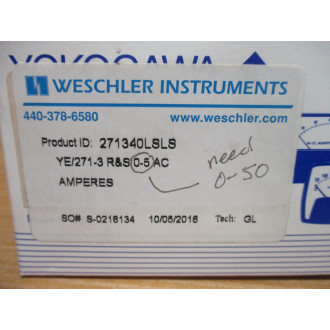 YOKOGAWA
WESCHLER INSTRUMENTS
440-378-6580 www.weschler.com
Product ID: 271340LSLS
YE/271-3 R&S 0-5 AC
AMPERES
need
0-50
SO# S-0216134 10/05/2016 Tech: GL
A-C AMPERES